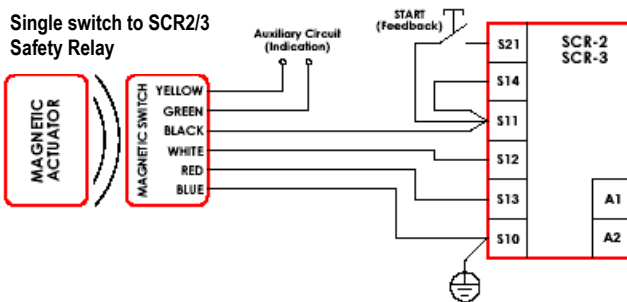 Single switch to SCR2/3
Safety Relay
Auxiliary Circuit
(Indication)
START
(Feedback)
MAGNETIC
ACTUATOR
MAGNETIC SWITCH
YELLOW
GREEN
BLACK
WHITE
RED
BLUE
S21
S14
S11
S12
S13
S10
SCR-2
SCR-3
A1
A2